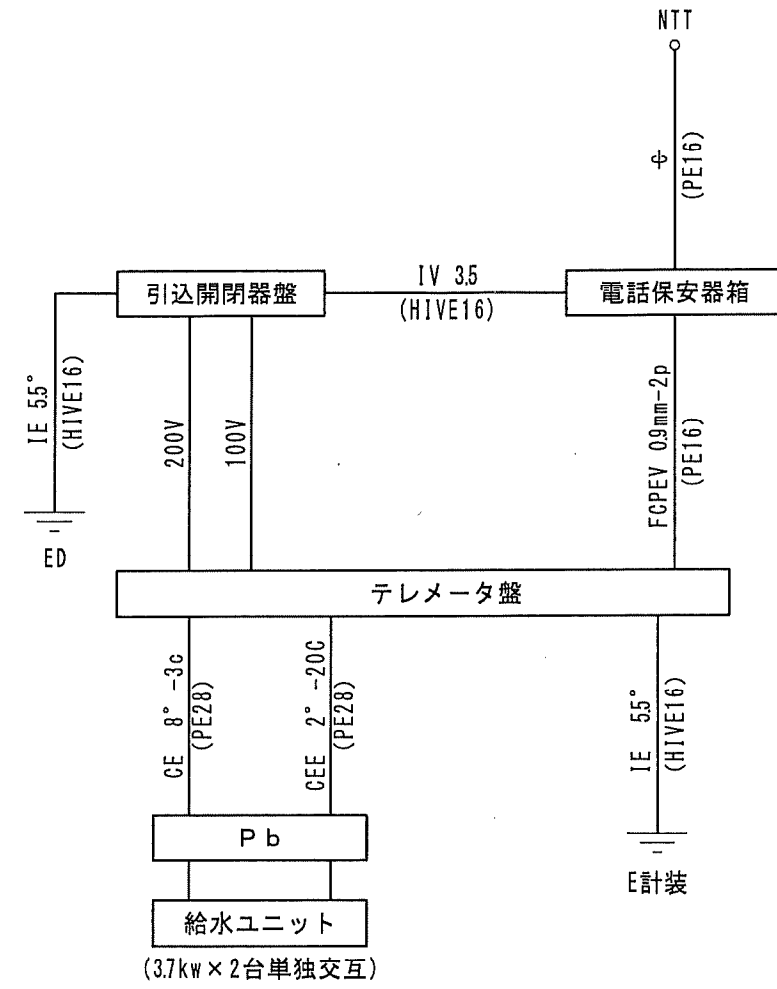 NTT
(PE16)
引込開閉器盤
IV 3.5
(HIVE16)
電話保安器箱
IE 5.5°
(HIVE16)
200V
100V
FCPEV 0.9mm-2p
(PE16)
ED
テレメータ盤
CE 8° -3c
(PE28)
CEE 2° -20C
(PE28)
IE 5.5°
(HIVE16)
Pb
E計装
給水ユニット
(3.7kw×2台単独交互)